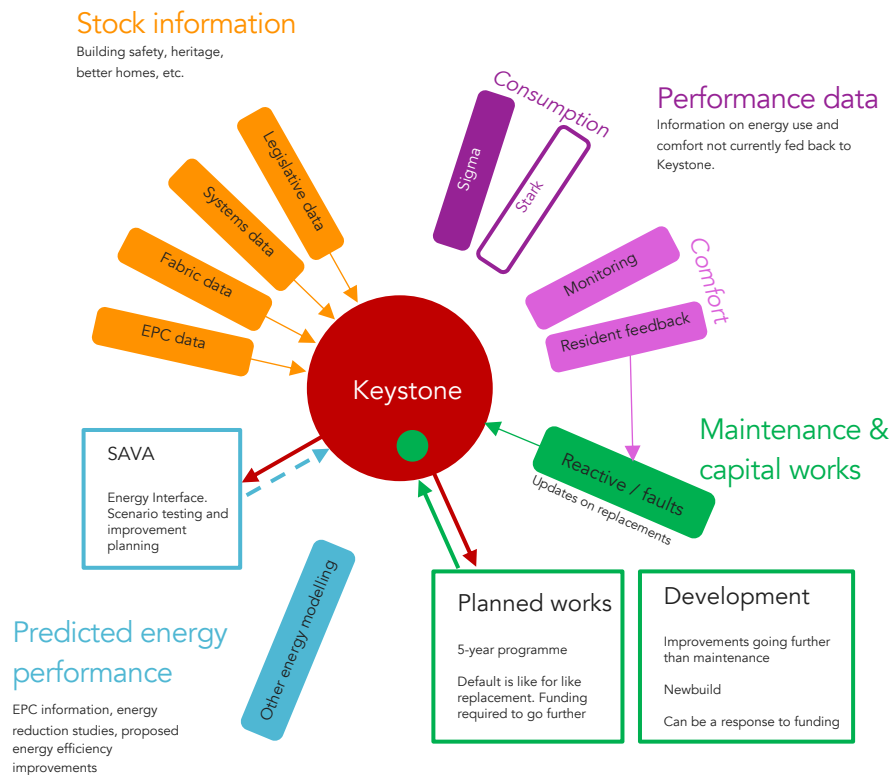 Stock information
Building safety, heritage,
better homes, etc.
Legislative data
Systems data
Fabric data
EPC data
Consumption
Sigma
Stark
Performance data
Information on energy use and
comfort not currently fed back to
Keystone.
Comfort
Monitoring
Resident feedback
Keystone
Maintenance &
capital works
Reactive / faults
Updates on replacements
SAVA
Energy Interface.
Scenario testing and
improvement
planning
Other energy modelling
Predicted energy
performance
EPC information, energy
reduction studies, proposed
energy efficiency
improvements
Planned works
5-year programme
Default is like for like
replacement. Funding
required to go further
Development
Improvements going further
than maintenance
Newbuild
Can be a response to funding